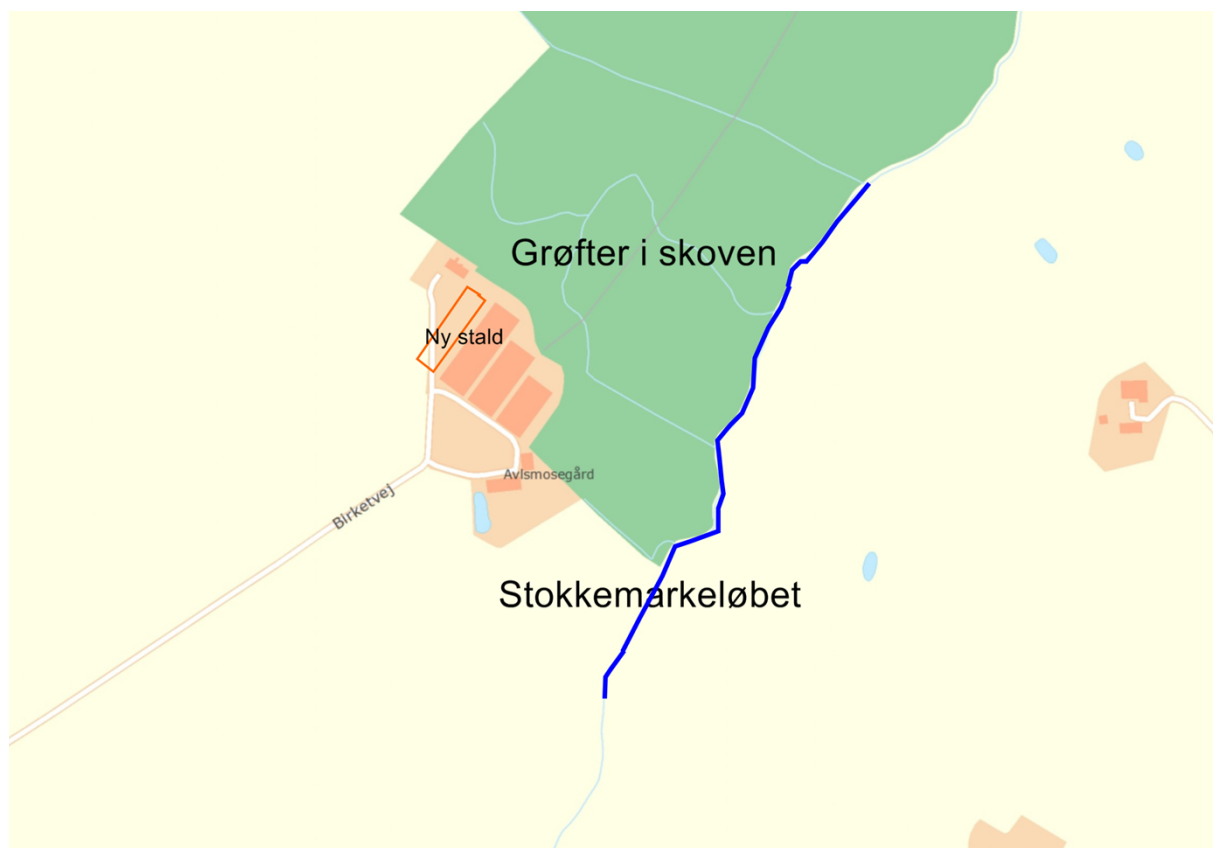 Grøfter i skoven
Ny stald
Avlsmosegård
Birketvej
Stokkemarkeløbet